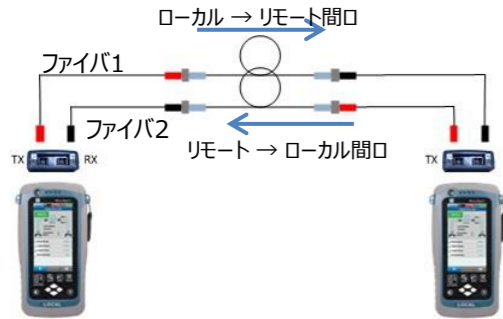 ローカル → リモート間口
ファイバ1
ファイバ2
リモート → ローカル間口
TX
RX
TX
LOCAL